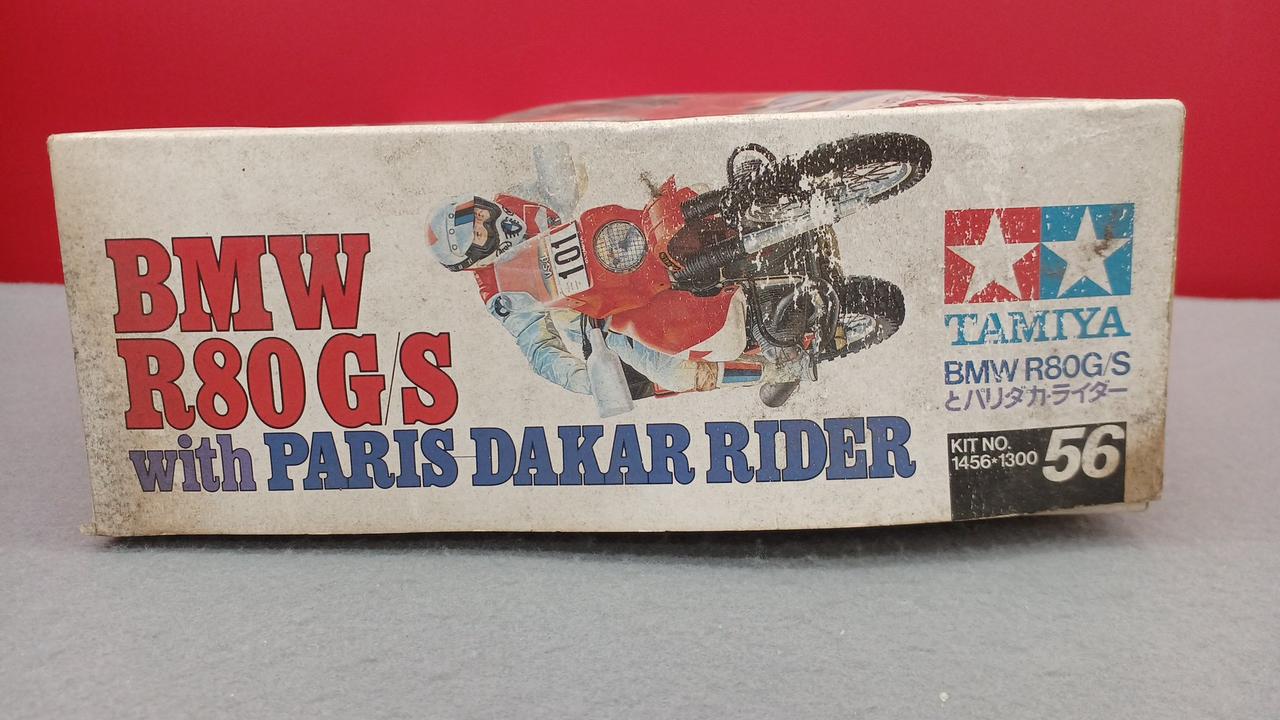 BMW
R80 G/S
with PARIS DAKAR RIDER
101
TAMIYA
BMW R80G/S
とパリダカ・ライダー
KIT NO.
1456★1300
56